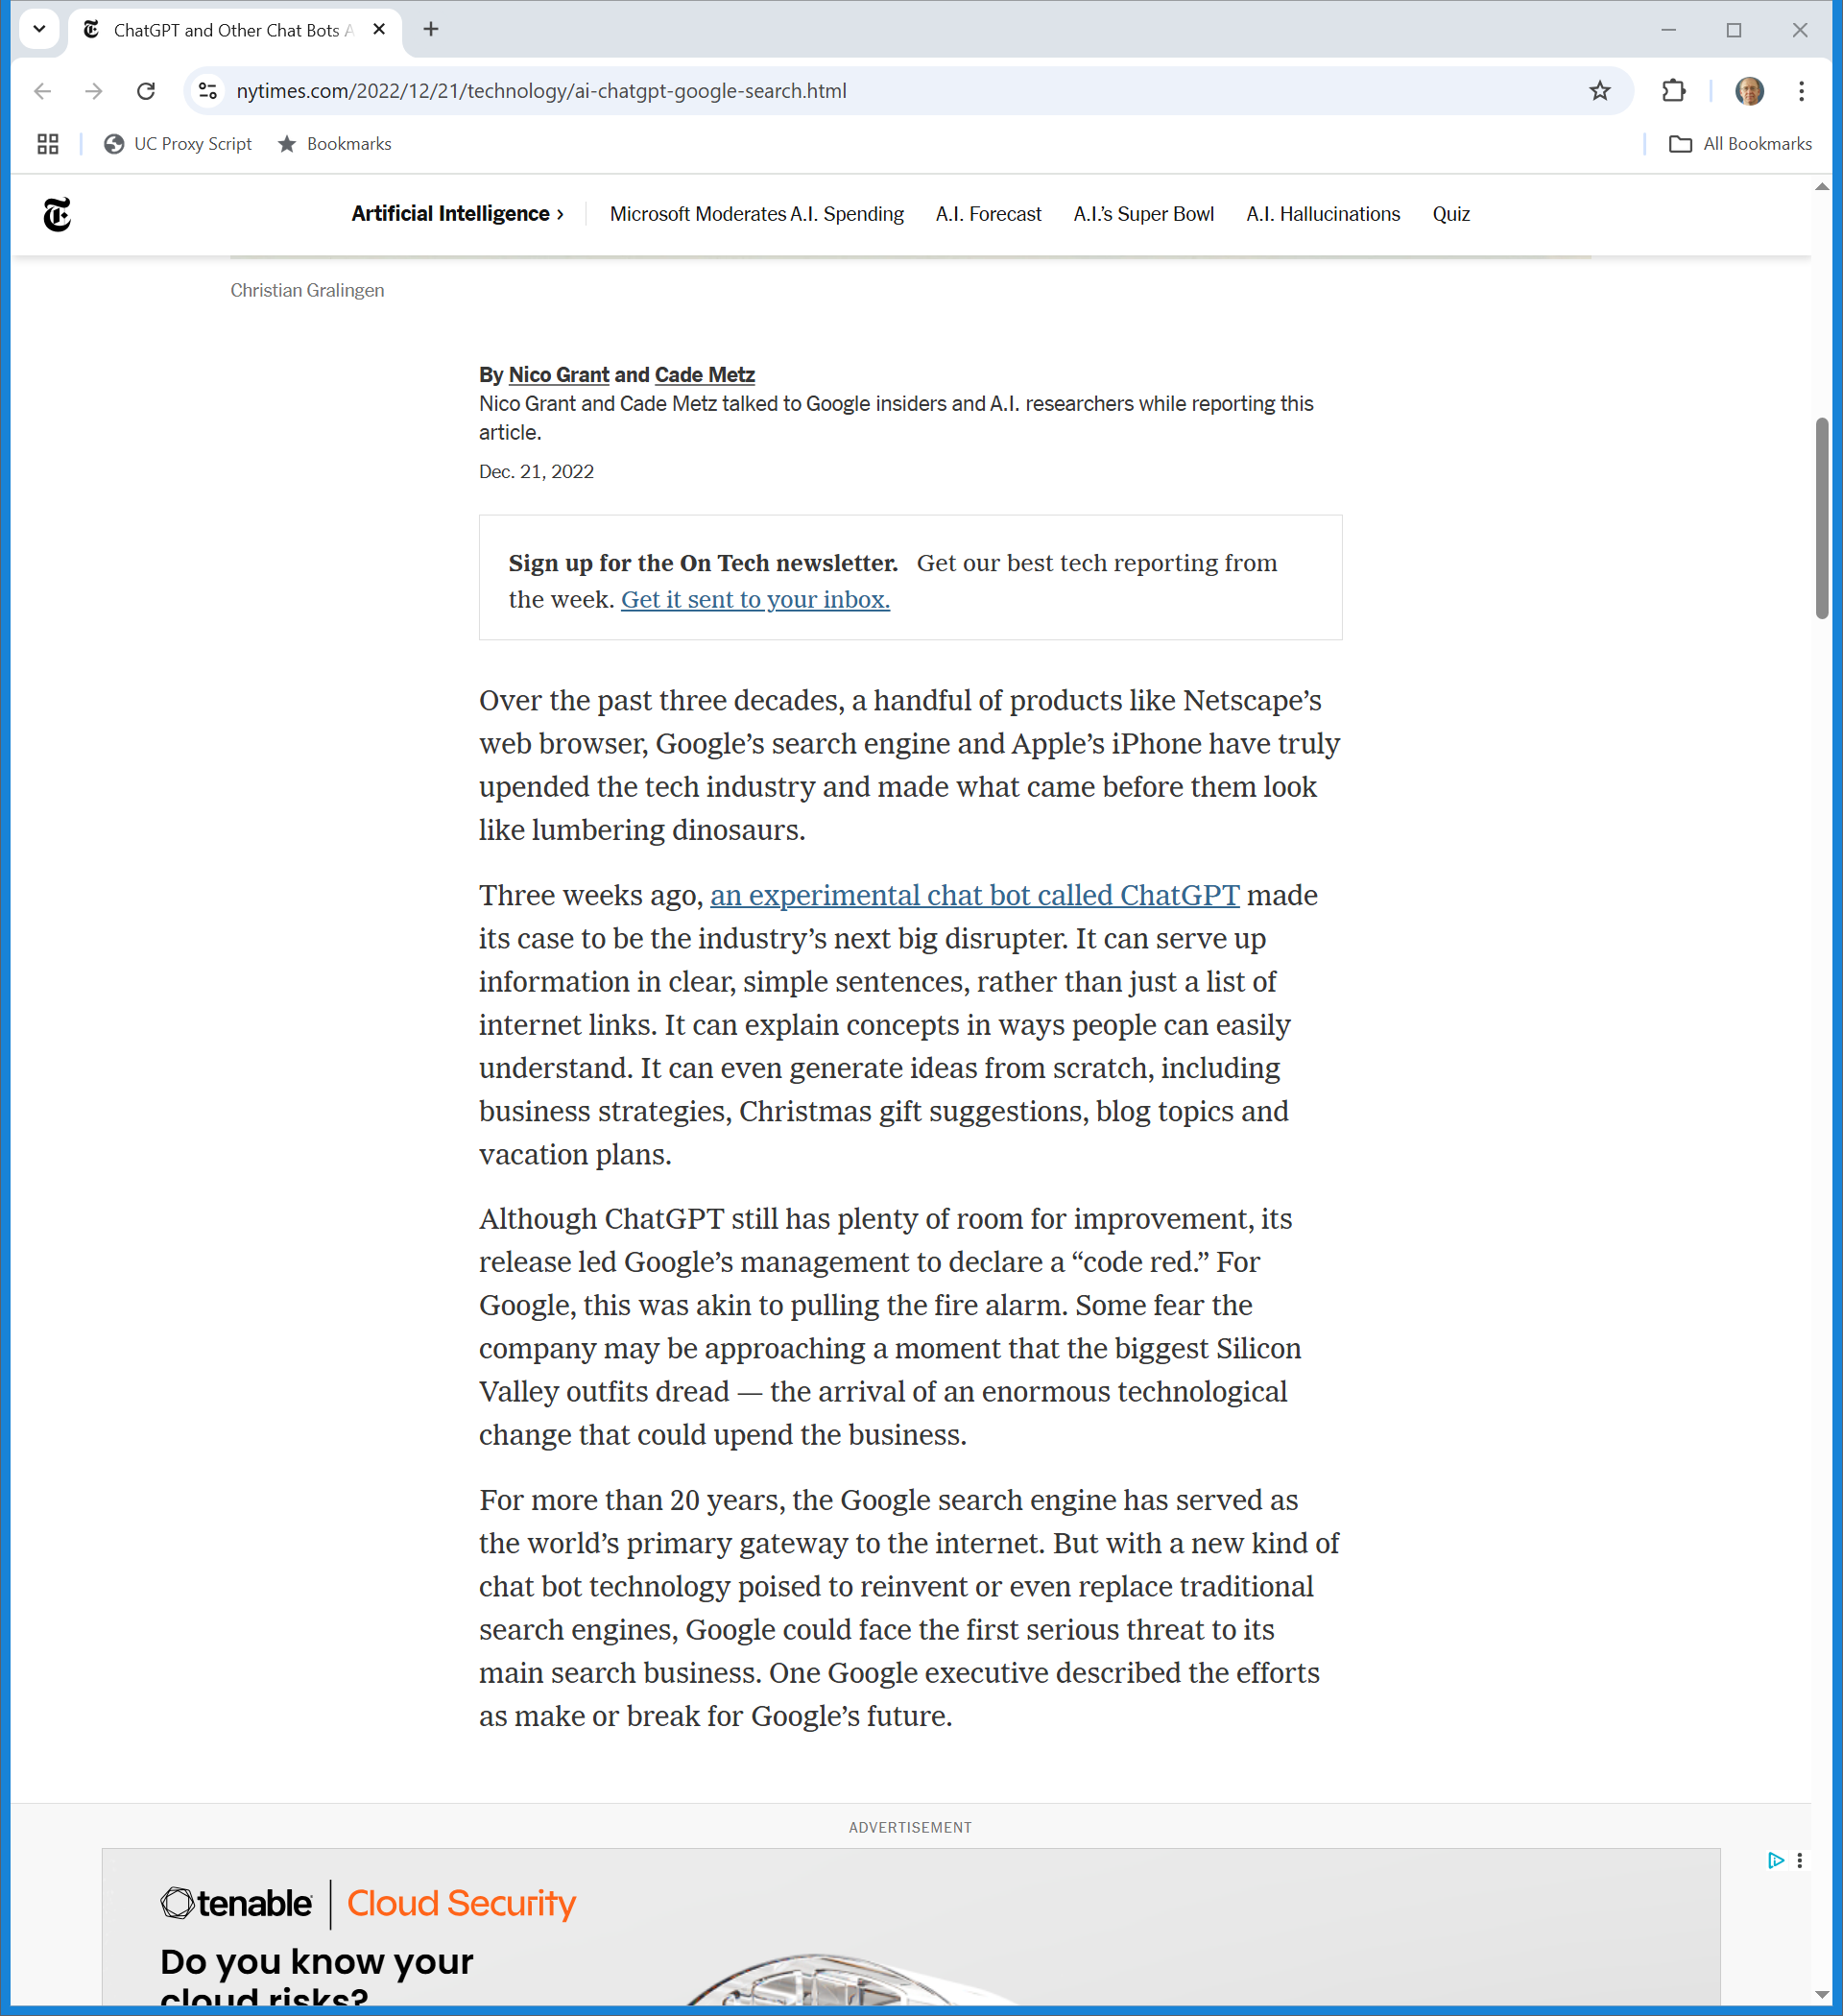 ChatGPT and Other Chat Bots A
nytimes.com/2022/12/21/technology/ai-chatgpt-google-search.html
UC Proxy Script
Bookmarks
All Bookmarks
Artificial Intelligence ›
Microsoft Moderates A.I. Spending
A.I. Forecast
A.I.’s Super Bowl
A.I. Hallucinations
Quiz
Christian Gralingen
By Nico Grant and Cade Metz
Nico Grant and Cade Metz talked to Google insiders and A.I. researchers while reporting this
article.
Dec. 21, 2022
Sign up for the On Tech newsletter. Get our best tech reporting from
the week. Get it sent to your inbox.
Over the past three decades, a handful of products like Netscape’s
web browser, Google’s search engine and Apple’s iPhone have truly
upended the tech industry and made what came before them look
like lumbering dinosaurs.
Three weeks ago, an experimental chat bot called ChatGPT made
its case to be the industry’s next big disrupter. It can serve up
information in clear, simple sentences, rather than just a list of
internet links. It can explain concepts in ways people can easily
understand. It can even generate ideas from scratch, including
business strategies, Christmas gift suggestions, blog topics and
vacation plans.
Although ChatGPT still has plenty of room for improvement, its
release led Google’s management to declare a “code red.” For
Google, this was akin to pulling the fire alarm. Some fear the
company may be approaching a moment that the biggest Silicon
Valley outfits dread — the arrival of an enormous technological
change that could upend the business.
For more than 20 years, the Google search engine has served as
the world’s primary gateway to the internet. But with a new kind of
chat bot technology poised to reinvent or even replace traditional
search engines, Google could face the first serious threat to its
main search business. One Google executive described the efforts
as make or break for Google’s future.
ADVERTISEMENT
tenable Cloud Security
Do you know your
cloud risks?